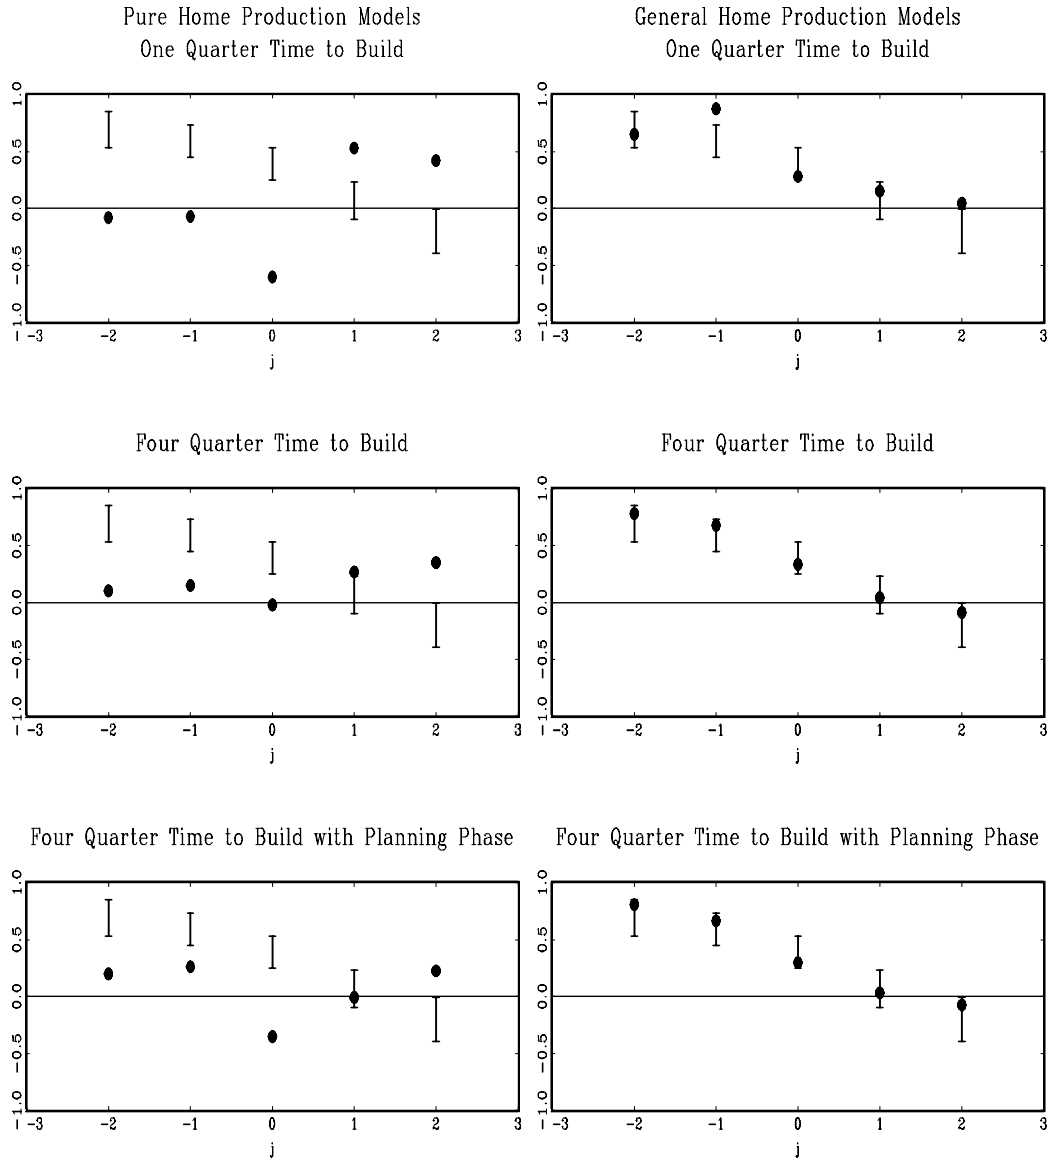 Pure Home Production Models
One Quarter Time to Build
1.0
0.5
0.0
-0.5
-1.0
-3 -2 -1 0 1 2 3
j
General Home Production Models
One Quarter Time to Build
1.0
0.5
0.0
-0.5
-1.0
-3 -2 -1 0 1 2 3
j
Four Quarter Time to Build
1.0
0.5
0.0
-0.5
-1.0
-3 -2 -1 0 1 2 3
j
Four Quarter Time to Build
1.0
0.5
0.0
-0.5
-1.0
-3 -2 -1 0 1 2 3
j
Four Quarter Time to Build with Planning Phase
1.0
0.5
0.0
-0.5
-1.0
-3 -2 -1 0 1 2 3
j
Four Quarter Time to Build with Planning Phase
1.0
0.5
0.0
-0.5
-1.0
-3 -2 -1 0 1 2 3
j